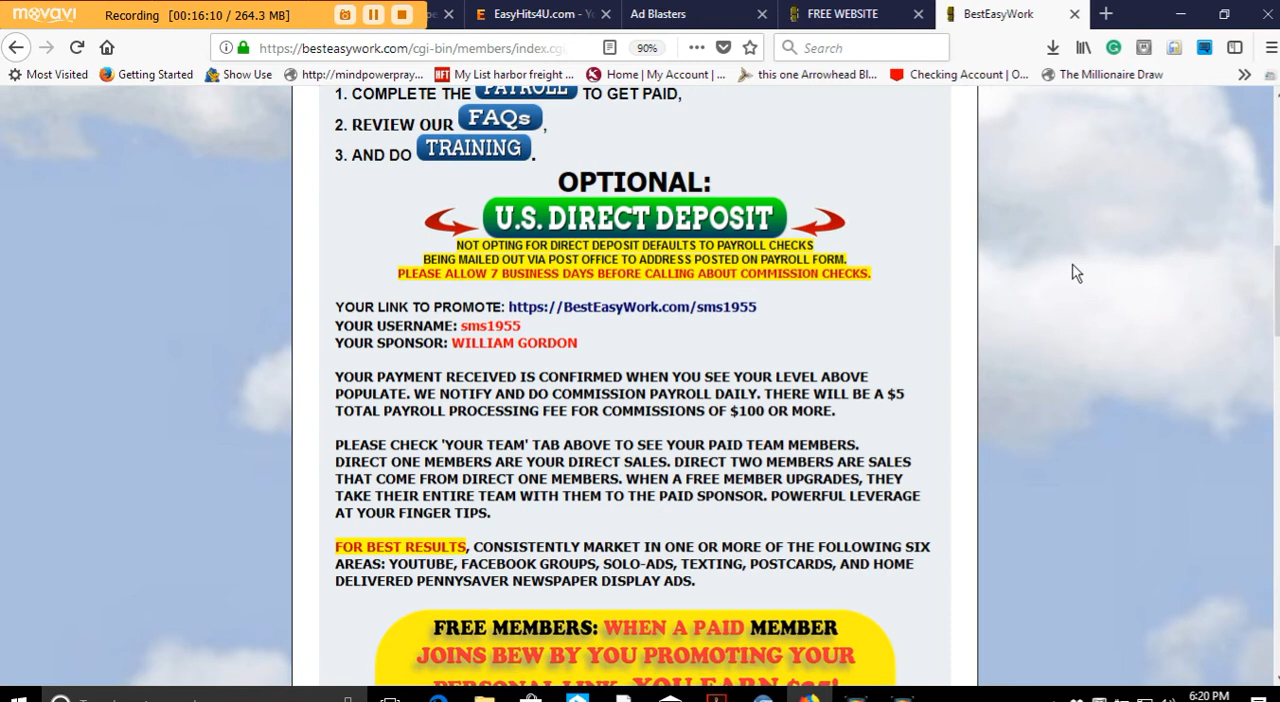 movavi Recording [00:16:10 / 264.3 MB]
EasyHits4U.com - Y
Ad Blasters
FREE WEBSITE
BestEasyWork
https://besteasywork.com/cgi-bin/members/index.cg
90%
Search
Most Visited
Getting Started
Show Use
http://mindpowerpray...
My List harbor freight ...
Home | My Account | ...
this one Arrowhead Bl...
Checking Account | O...
The Millionaire Draw
1. COMPLETE THE PAYROLL TO GET PAID,
2. REVIEW OUR FAQs ,
3. AND DO TRAINING .
OPTIONAL:
U.S. DIRECT DEPOSIT
NOT OPTING FOR DIRECT DEPOSIT DEFAULTS TO PAYROLL CHECKS
BEING MAILED OUT VIA POST OFFICE TO ADDRESS POSTED ON PAYROLL FORM.
PLEASE ALLOW 7 BUSINESS DAYS BEFORE CALLING ABOUT COMMISSION CHECKS.
YOUR LINK TO PROMOTE: https://BestEasyWork.com/sms1955
YOUR USERNAME: sms1955
YOUR SPONSOR: WILLIAM GORDON
YOUR PAYMENT RECEIVED IS CONFIRMED WHEN YOU SEE YOUR LEVEL ABOVE
POPULATE. WE NOTIFY AND DO COMMISSION PAYROLL DAILY. THERE WILL BE A $5
TOTAL PAYROLL PROCESSING FEE FOR COMMISSIONS OF $100 OR MORE.
PLEASE CHECK 'YOUR TEAM' TAB ABOVE TO SEE YOUR PAID TEAM MEMBERS.
DIRECT ONE MEMBERS ARE YOUR DIRECT SALES. DIRECT TWO MEMBERS ARE SALES
THAT COME FROM DIRECT ONE MEMBERS. WHEN A FREE MEMBER UPGRADES, THEY
TAKE THEIR ENTIRE TEAM WITH THEM TO THE PAID SPONSOR. POWERFUL LEVERAGE
AT YOUR FINGER TIPS.
FOR BEST RESULTS, CONSISTENTLY MARKET IN ONE OR MORE OF THE FOLLOWING SIX
AREAS: YOUTUBE, FACEBOOK GROUPS, SOLO-ADS, TEXTING, POSTCARDS, AND HOME
DELIVERED PENNYSAVER NEWSPAPER DISPLAY ADS.
FREE MEMBERS: WHEN A PAID MEMBER
JOINS BEW BY YOU PROMOTING YOUR
PERSONAL LINK, YOU EARN
6:20 PM